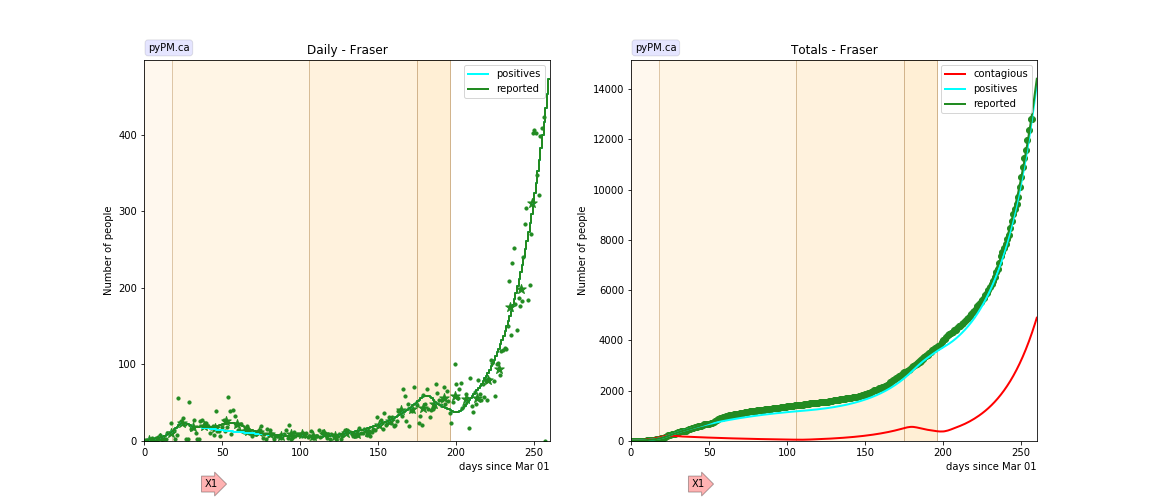 pyPM.ca
Daily - Fraser
positives
reported
400
300
200
100
0
Number of people
0 50 100 150 200 250
days since Mar 01
X1
pyPM.ca
Totals - Fraser
contagious
positives
reported
14000
12000
10000
8000
6000
4000
2000
0
Number of people
0 50 100 150 200 250
days since Mar 01
X1